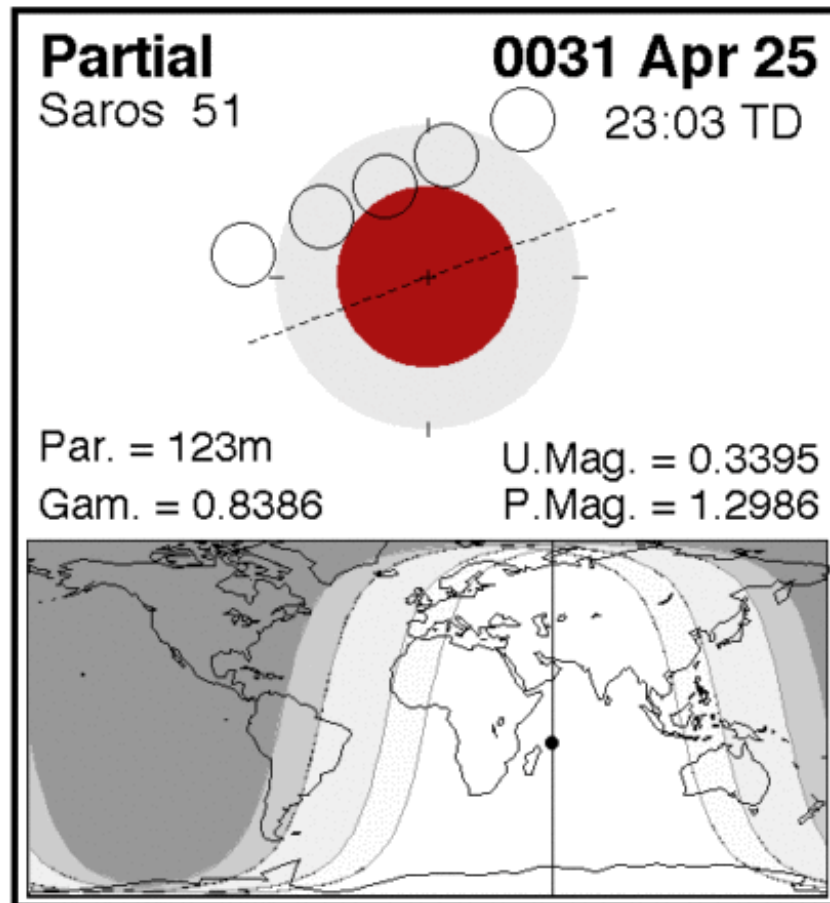 Partial 0031 Apr 25
Saros 51 23:03 TD
Par. = 123m U.Mag. = 0.3395
Gam. = 0.8386 P.Mag. = 1.2986